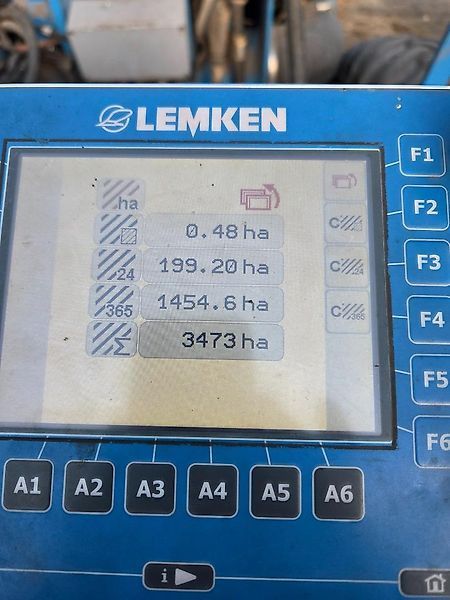 LEMKEN
F1
ha
0.48 ha
C
F2
24
199.20 ha
C 24
F3
365
1454.6 ha
C 365
F4
Σ
3473 ha
F5
F6
A1 A2 A3 A4 A5 A6
i